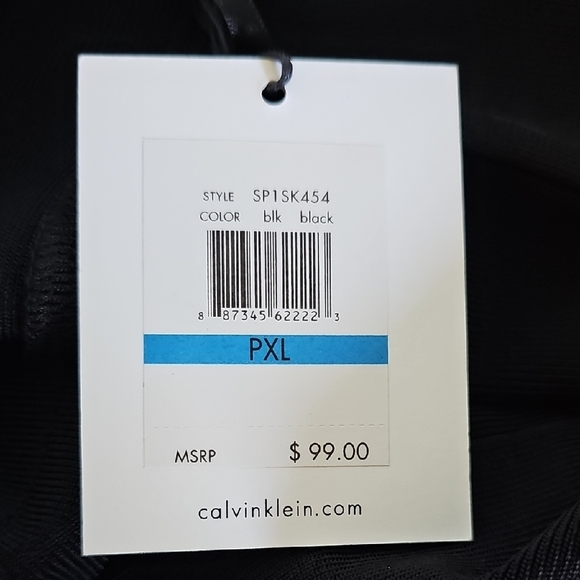 STYLE SP1SK454
COLOR blk black
8 87345 62222 3
PXL
MSRP $ 99.00
calvinklein.com